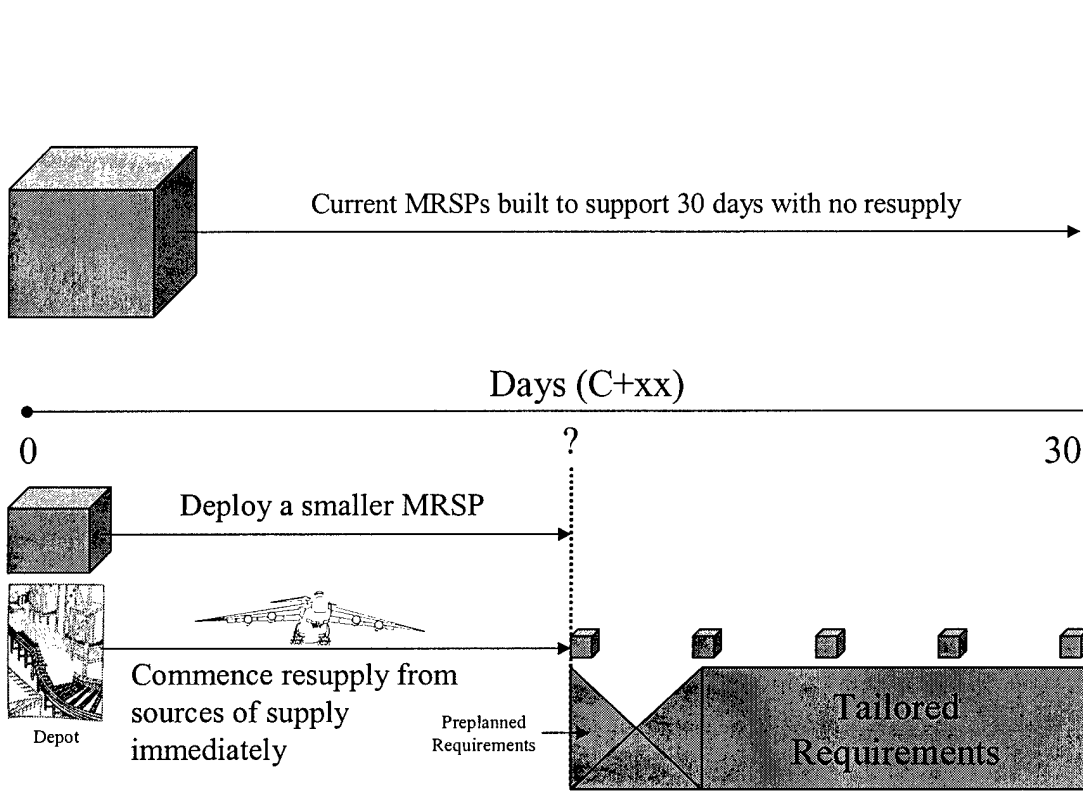 Current MRSPs built to support 30 days with no resupply
Days (C+xx)
0
?
30
Deploy a smaller MRSP
Commence resupply from
sources of supply
immediately
Depot
Preplanned
Requirements
Tailored
Requirements